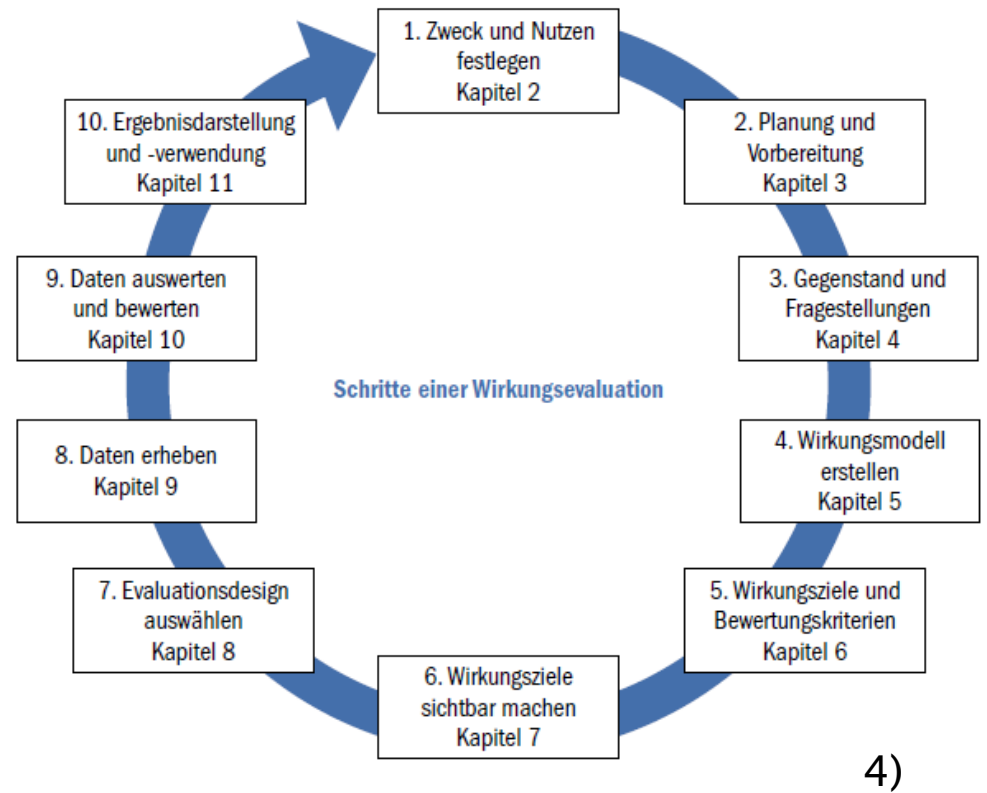 1. Zweck und Nutzen
festlegen
Kapitel 2
2. Planung und
Vorbereitung
Kapitel 3
3. Gegenstand und
Fragestellungen
Kapitel 4
4. Wirkungsmodell
erstellen
Kapitel 5
5. Wirkungsziele und
Bewertungskriterien
Kapitel 6
6. Wirkungsziele
sichtbar machen
Kapitel 7
7. Evaluationsdesign
auswählen
Kapitel 8
8. Daten erheben
Kapitel 9
9. Daten auswerten
und bewerten
Kapitel 10
10. Ergebnisdarstellung
und -verwendung
Kapitel 11
Schritte einer Wirkungsevaluation
4)